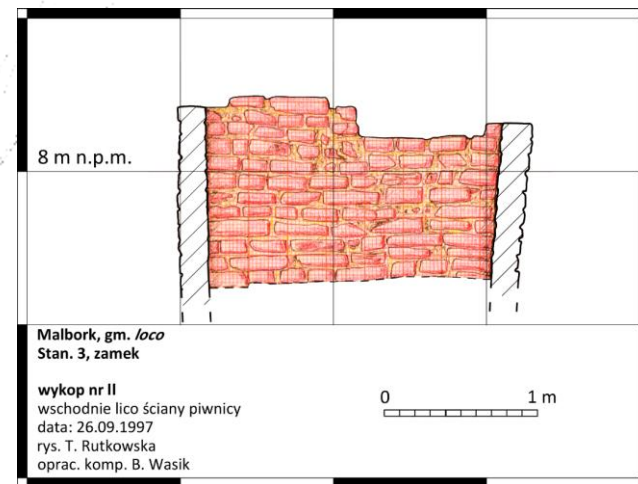 8 m n.p.m.
Malbork, gm. loco
Stan. 3, zamek
wykop nr II
wschodnie lico ściany piwnicy
data: 26.09.1997
rys. T. Rutkowska
oprac. komp. B. Wasik
0 1 m